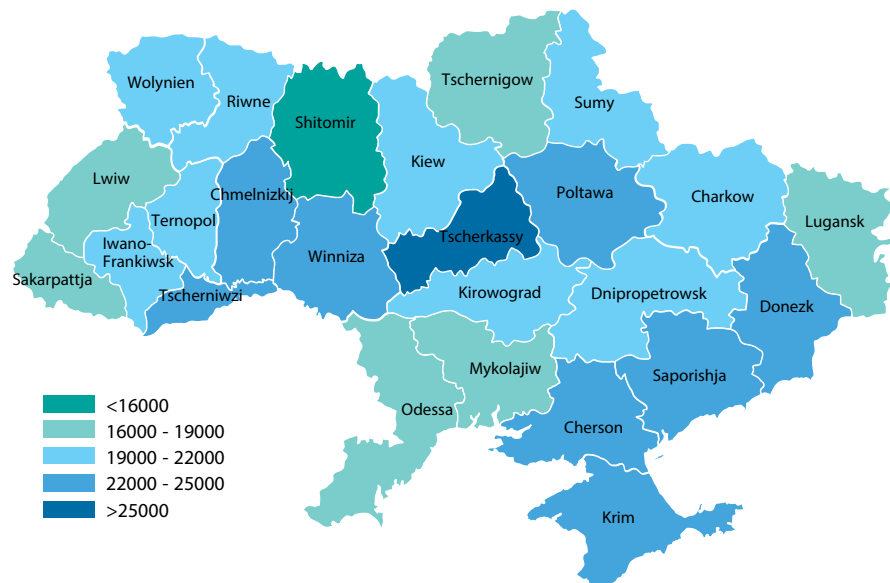 Wolynien
Riwne
Shitomir
Tschernigow
Sumy
Kiew
Lwiw
Ternopol
Chmelnizkij
Poltawa
Charkow
Lugansk
Iwano-
Frankiwsk
Sakarpattja
Tscherniwzi
Winniza
Tscherkassy
Kirowograd
Dnipropetrowsk
Donezk
Mykolajiw
Saporishja
Odessa
Cherson
Krim
<16000
16000 - 19000
19000 - 22000
22000 - 25000
>25000